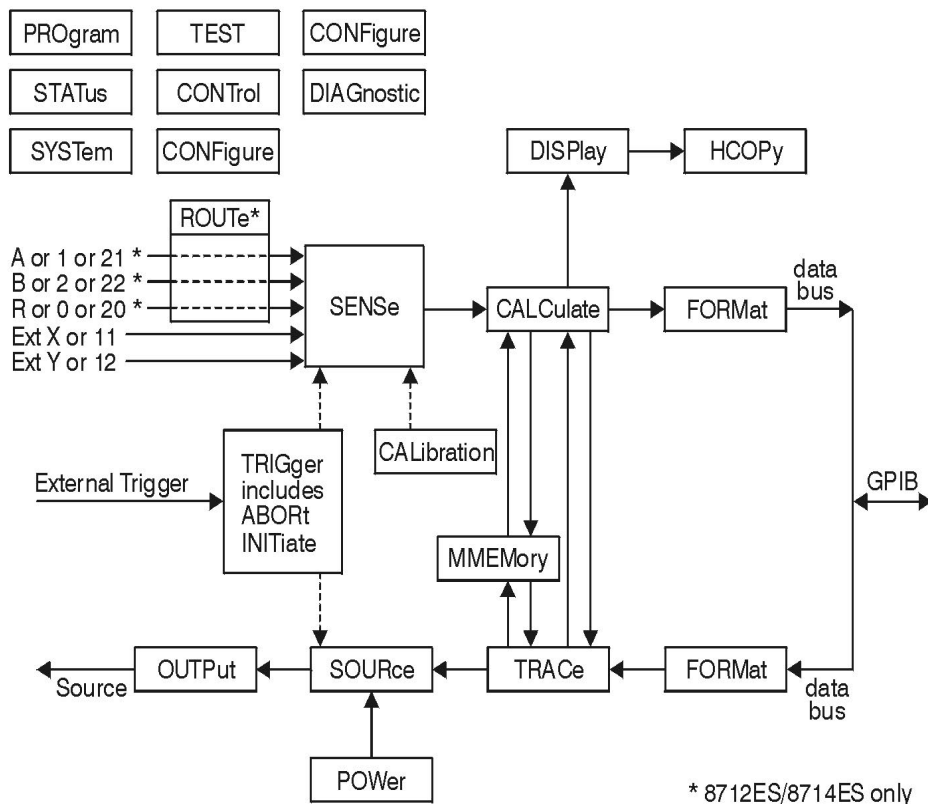 PROgram TEST CONFigure
STATus CONTrol DIAGnostic
SYSTem CONFigure
DISPlay HCOPy
ROUTe*
A or 1 or 21 *
B or 2 or 22 *
R or 0 or 20 *
Ext X or 11
Ext Y or 12
SENSe
CALCulate
FORMat
data
bus
CALibration
External Trigger
TRIGger
includes
ABORt
INITiate
GPIB
MMEMory
Source
OUTPut
SOURce
TRACe
FORMat
data
bus
POWer
* 8712ES/8714ES only